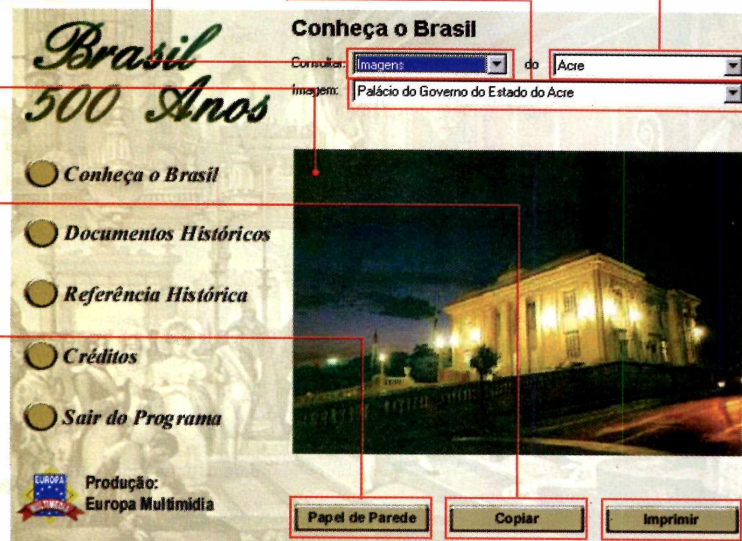 Brasil
500 Anos
Conheça o Brasil
Consultar: Imagens do Acre
Imagem: Palácio do Governo do Estado do Acre
Conheça o Brasil
Documentos Históricos
Referência Histórica
Créditos
Sair do Programa
EUROPA
MULTIMÍDIA
Produção:
Europa Multimídia
Papel de Parede
Copiar
Imprimir